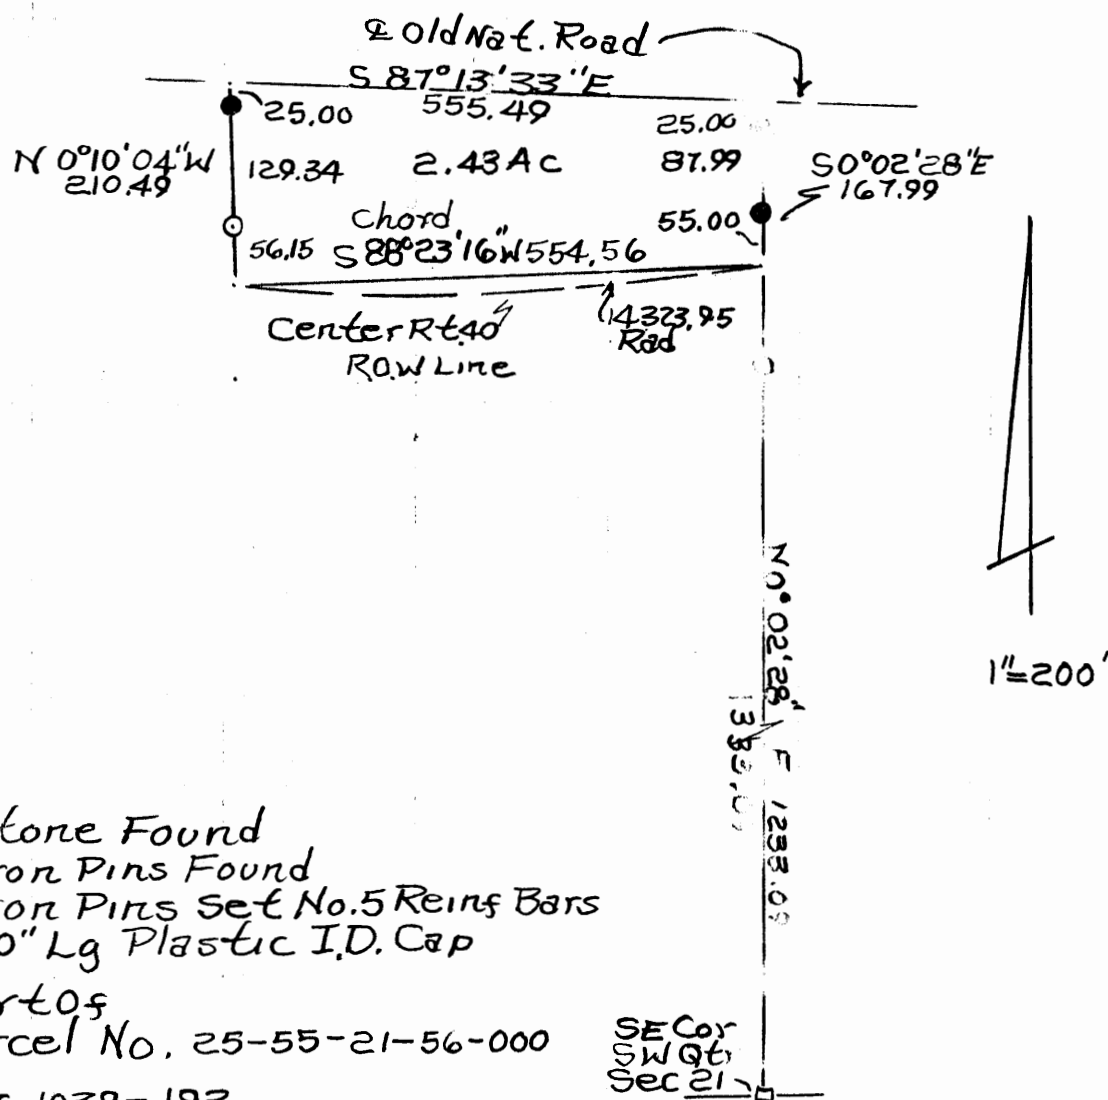 ℄ Old Nat. Road
S 87°13'33"E
555.49
25.00
25.00
N 0°10'04"W
210.49
129.34
2.43 Ac
87.99
S0°02'28"E
167.99
Chord
55.00
56.15
S 88°23'16"W 554.56
Center Rt.40
R.O.W Line
14323.95
Rad
N 0°02'28"
1"=200'
tone Found
ron Pins Found
ron Pins Set No.5 Reinf Bars
0" Lg Plastic I.D. Cap
rt Of
rcel No. 25-55-21-56-000
SE Cor
SW Qtr
Sec 21